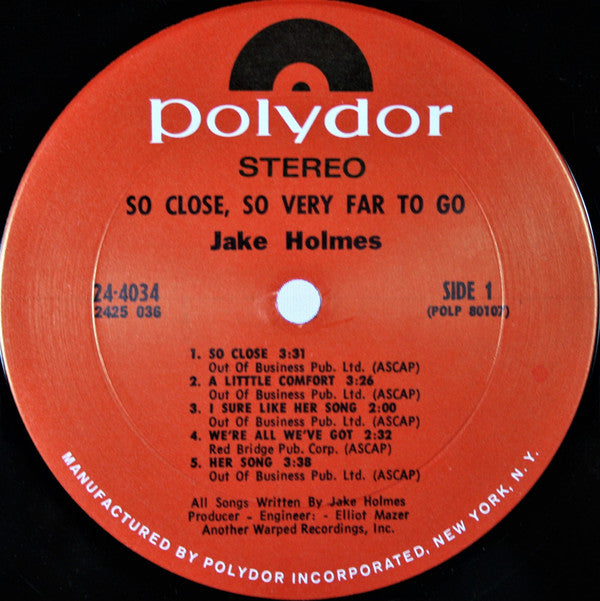 polydor
STEREO
SO CLOSE, SO VERY FAR TO GO
Jake Holmes
24-4034
2425 036
SIDE 1
(POLP 80107)
1. SO CLOSE 3:31
Out Of Business Pub. Ltd. (ASCAP)
2. A LITTTLE COMFORT 3:26
Out Of Business Pub. Ltd. (ASCAP)
3. I SURE LIKE HER SONG 2:00
Out Of Business Pub. Ltd. (ASCAP)
4. WE'RE ALL WE'VE GOT 2:32
Red Bridge Pub. Corp. (ASCAP)
5. HER SONG 3:38
Out Of Business Pub. Ltd. (ASCAP)
All Songs Written By Jake Holmes
Producer - Engineer: - Elliot Mazer
Another Warped Recordings, Inc.
MANUFACTURED BY POLYDOR INCORPORATED, NEW YORK, N. Y.